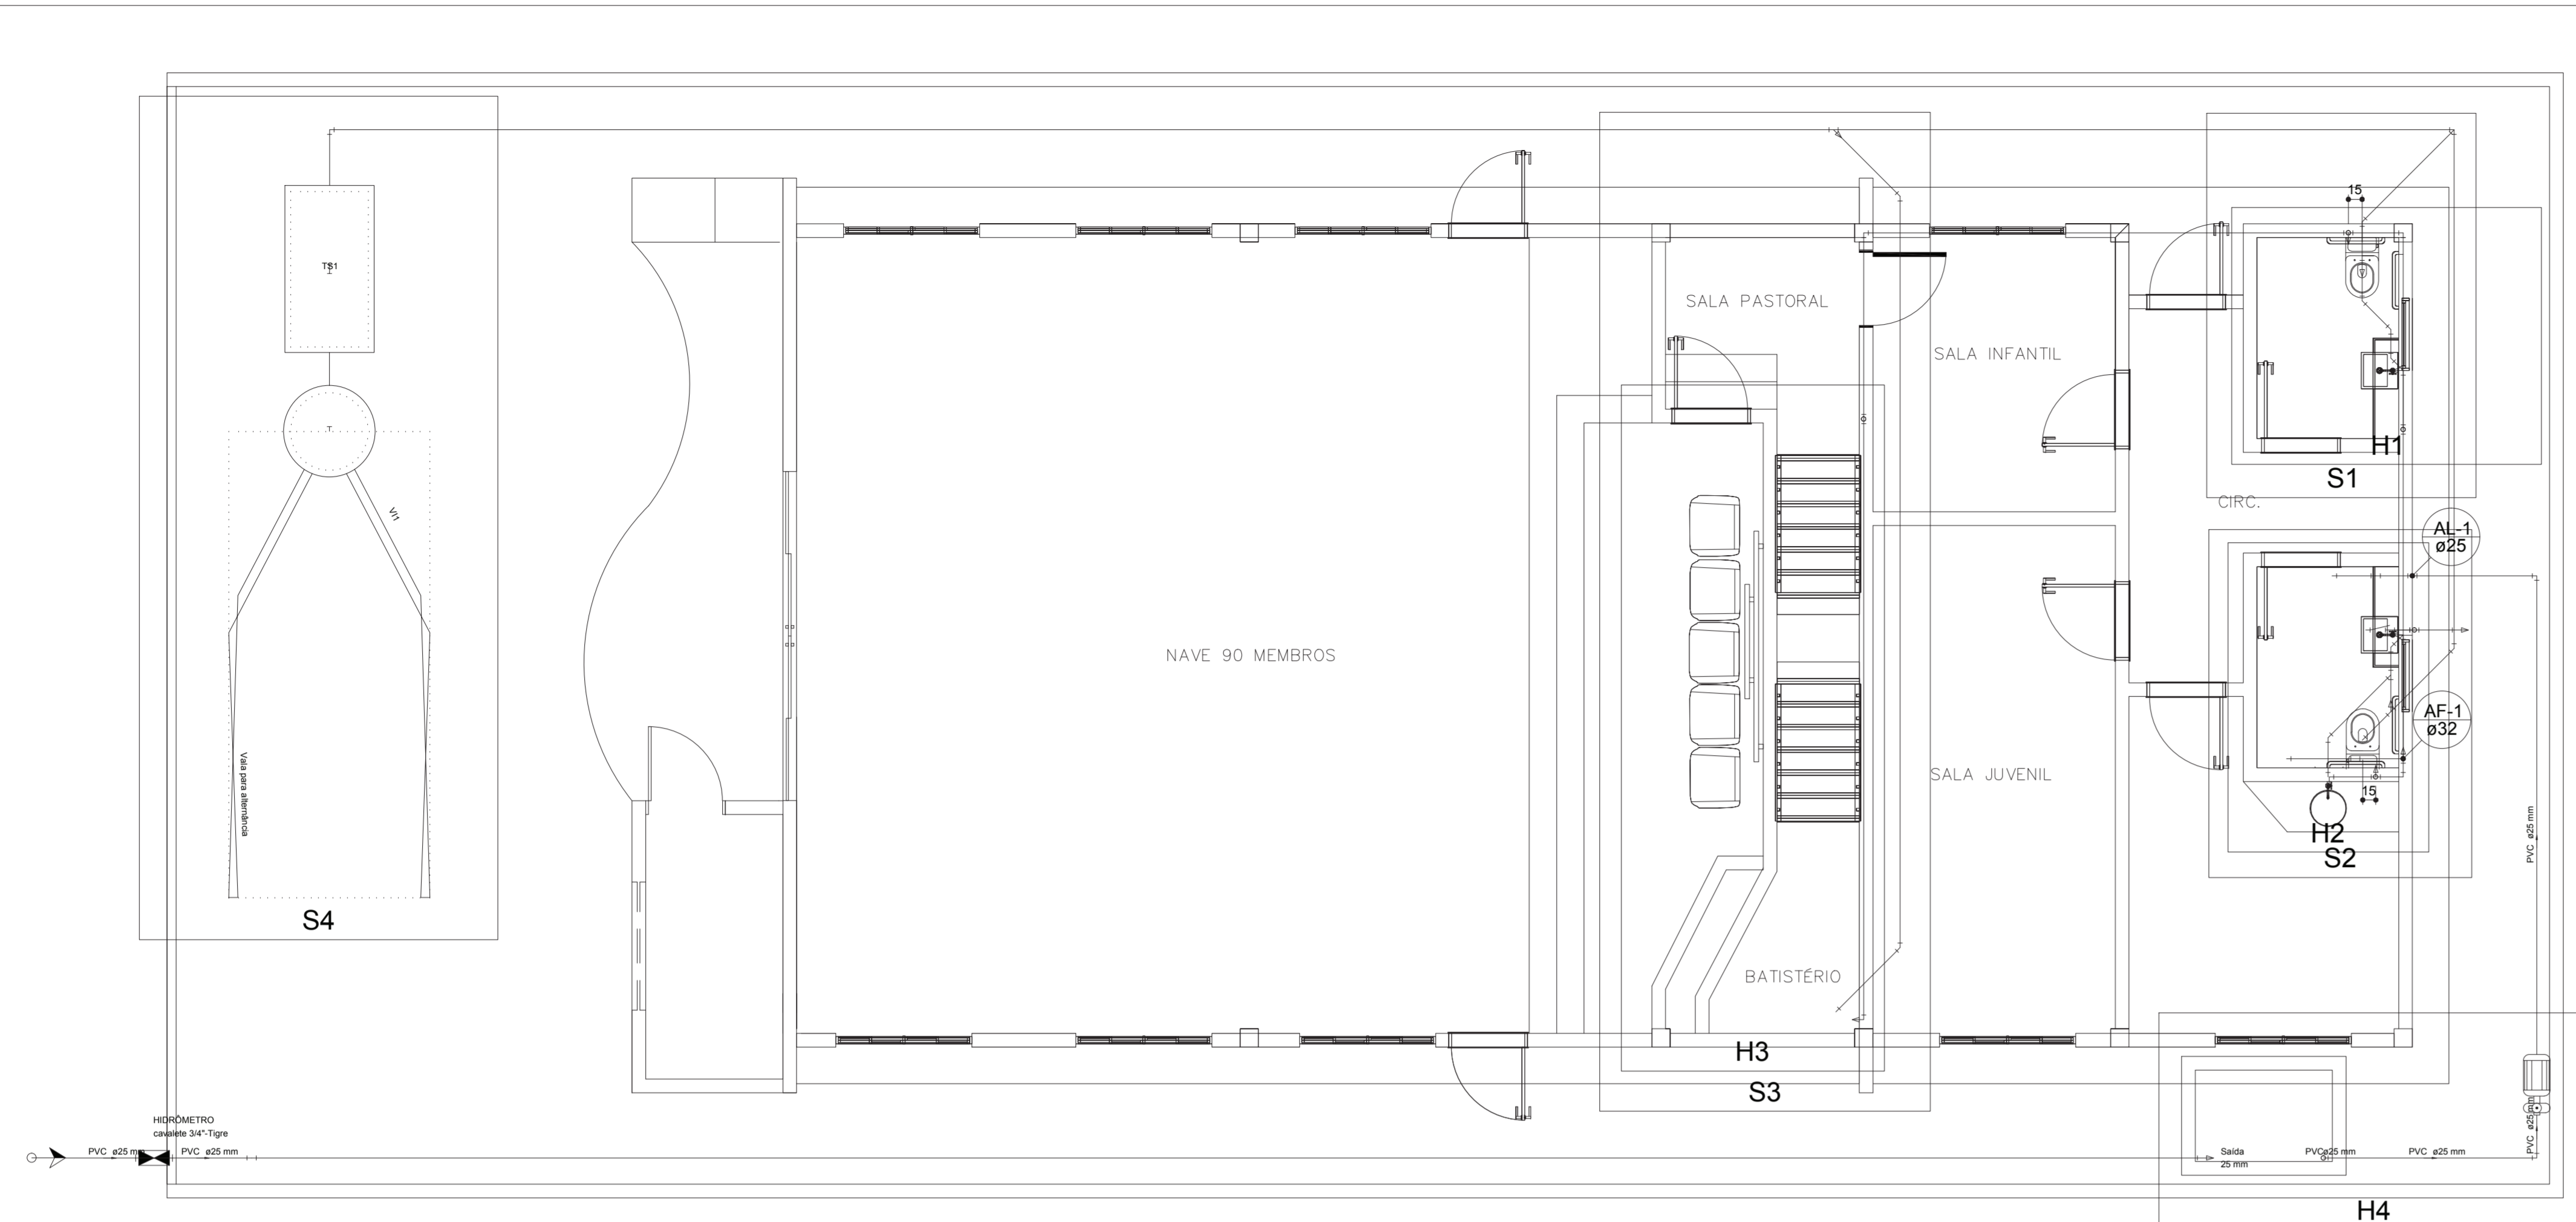 15
TS1
SALA PASTORAL
SALA INFANTIL
H1
S1
CIRC.
VI1
AL-1
ø25
NAVE 90 MEMBROS
AF-1
ø32
SALA JUVENIL
Vala para alternância
15
H2
S2
PVC ø25 mm
S4
BATISTÉRIO
H3
S3
HIDRÔMETRO
cavalete 3/4"-Tigre
PVC ø25 mm
PVC ø25 mm
Saída
25 mm
PVCø25 mm
PVC ø25 mm
PVC ø25 mm
H4